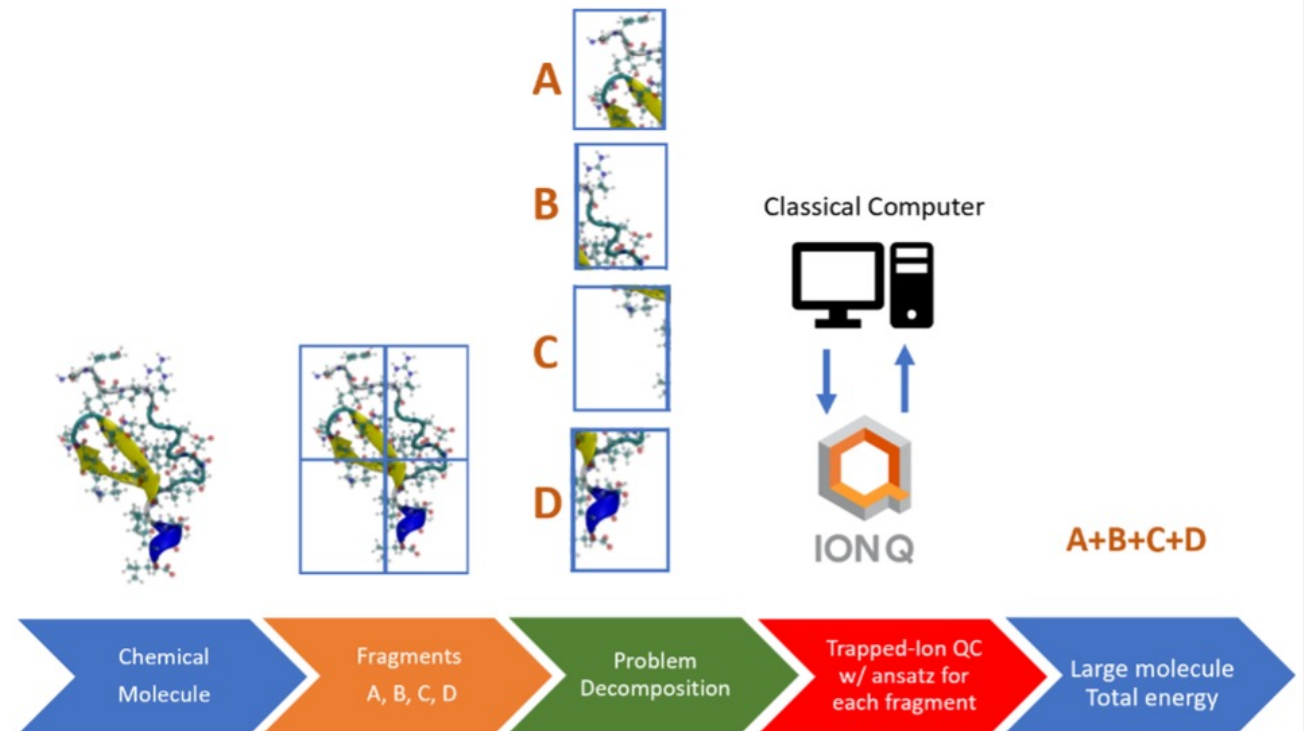 A
B
C
D
Classical Computer
IONQ
A+B+C+D
Chemical
Molecule
Fragments
A, B, C, D
Problem
Decomposition
Trapped-Ion QC
w/ ansatz for
each fragment
Large molecule
Total energy